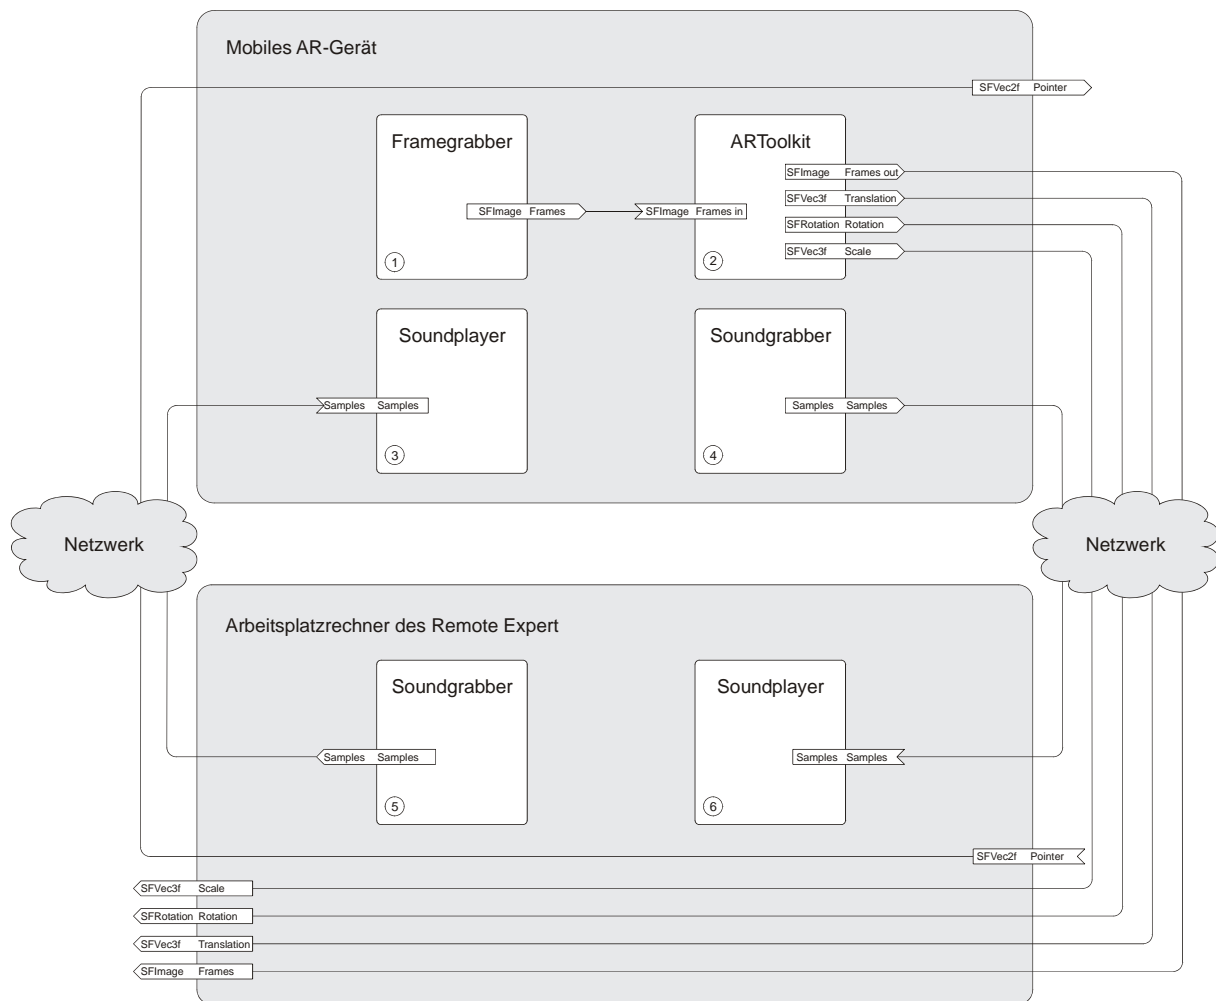 Mobiles AR-Gerät
SFVec2f Pointer
Framegrabber
ARToolkit
SFImage Frames out
SFVec3f Translation
SFImage Frames
SFImage Frames in
SFRotation Rotation
SFVec3f Scale
1
2
Soundplayer
Soundgrabber
Samples Samples
Samples Samples
3
4
Netzwerk
Netzwerk
Arbeitsplatzrechner des Remote Expert
Soundgrabber
Soundplayer
Samples Samples
Samples Samples
5
6
SFVec2f Pointer
SFVec3f Scale
SFRotation Rotation
SFVec3f Translation
SFImage Frames